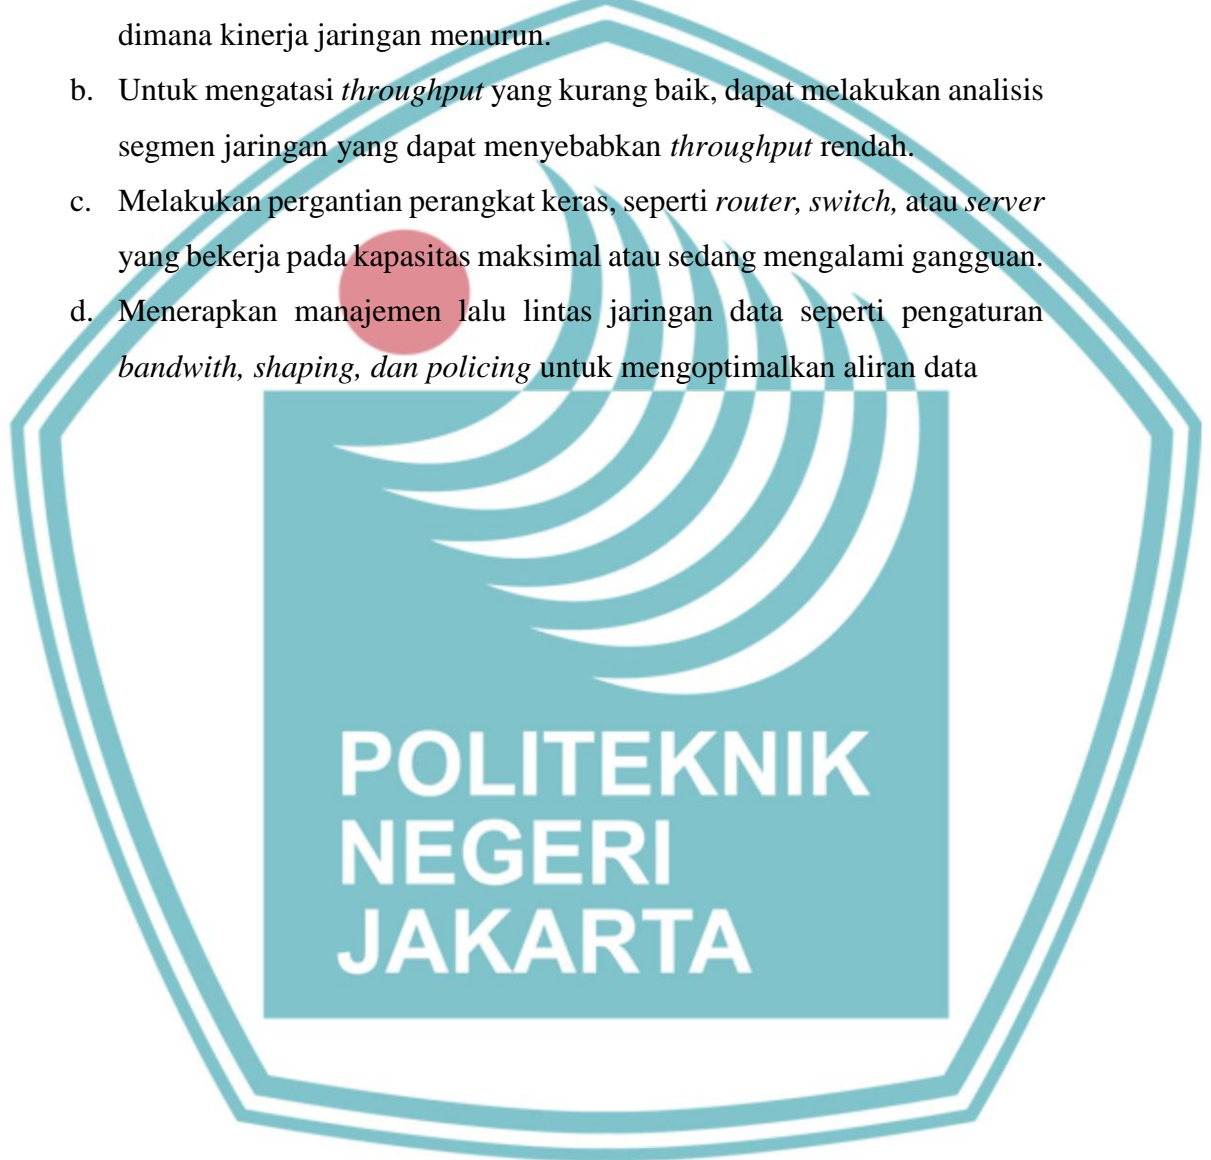 dimana kinerja jaringan menurun.
b. Untuk mengatasi throughput yang kurang baik, dapat melakukan analisis
segmen jaringan yang dapat menyebabkan throughput rendah.
c. Melakukan pergantian perangkat keras, seperti router, switch, atau server
yang bekerja pada kapasitas maksimal atau sedang mengalami gangguan.
d. Menerapkan manajemen lalu lintas jaringan data seperti pengaturan
bandwith, shaping, dan policing untuk mengoptimalkan aliran data
POLITEKNIK
NEGERI
JAKARTA